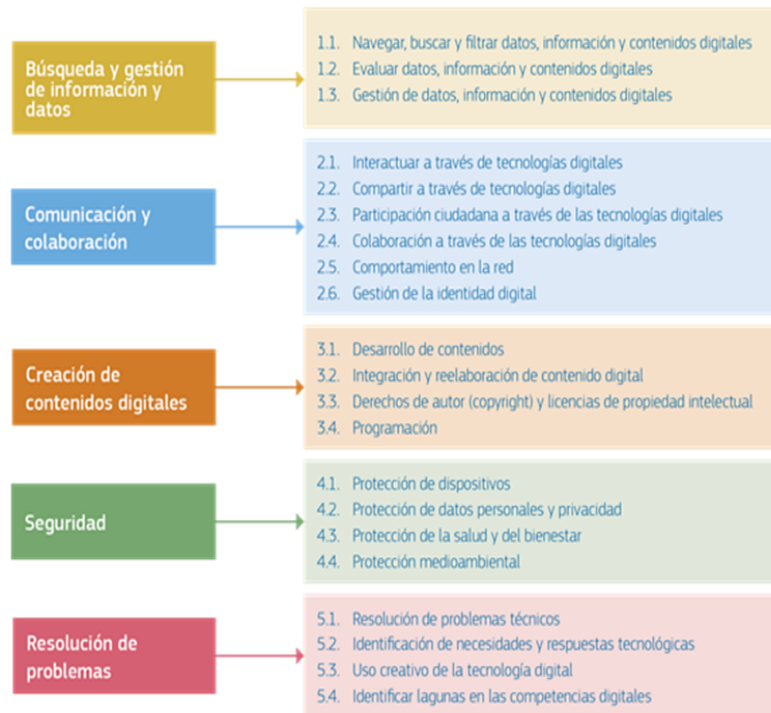 Búsqueda y gestión
de información y
datos
1.1. Navegar, buscar y filtrar datos, información y contenidos digitales
1.2. Evaluar datos, información y contenidos digitales
1.3. Gestión de datos, información y contenidos digitales
Comunicación y
colaboración
2.1. Interactuar a través de tecnologías digitales
2.2. Compartir a través de tecnologías digitales
2.3. Participación ciudadana a través de las tecnologías digitales
2.4. Colaboración a través de las tecnologías digitales
2.5. Comportamiento en la red
2.6. Gestión de la identidad digital
Creación de
contenidos digitales
3.1. Desarrollo de contenidos
3.2. Integración y reelaboración de contenido digital
3.3. Derechos de autor (copyright) y licencias de propiedad intelectual
3.4. Programación
Seguridad
4.1. Protección de dispositivos
4.2. Protección de datos personales y privacidad
4.3. Protección de la salud y del bienestar
4.4. Protección medioambiental
Resolución de
problemas
5.1. Resolución de problemas técnicos
5.2. Identificación de necesidades y respuestas tecnológicas
5.3. Uso creativo de la tecnología digital
5.4. Identificar lagunas en las competencias digitales